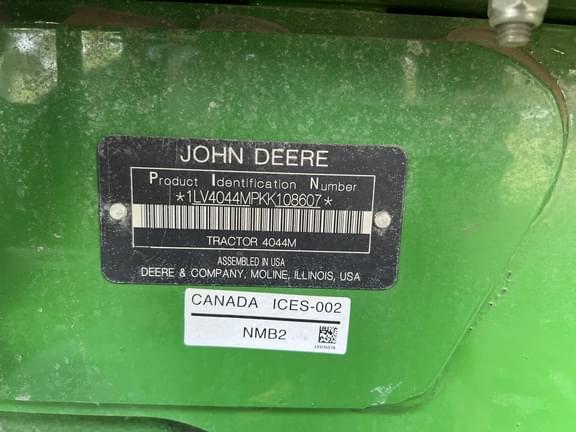 JOHN DEERE
Product Identification Number
*1LV4044MPKK108607*
TRACTOR 4044M
ASSEMBLED IN USA
DEERE & COMPANY, MOLINE, ILLINOIS, USA
CANADA ICES-002
NMB2